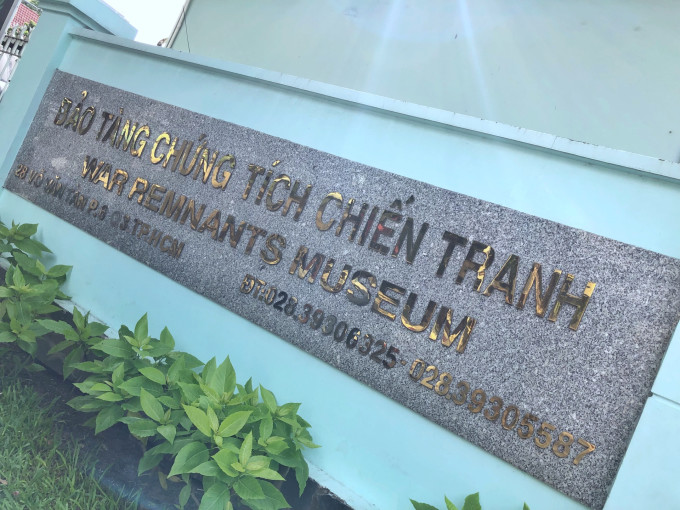 BẢO TÀNG CHỨNG TÍCH CHIẾN TRANH
WAR REMNANTS MUSEUM
28 VÕ VĂN TẦN P.6 Q3 TP.HCM
ĐT:028.39306325-028.39305587